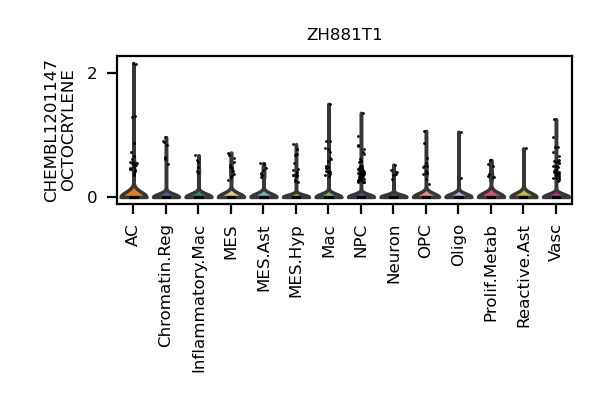 ZH881T1
CHEMBL1201147
OCTOCRYLENE
2
0
AC
Chromatin.Reg
Inflammatory.Mac
MES
MES.Ast
MES.Hyp
Mac
NPC
Neuron
OPC
Oligo
Prolif.Metab
Reactive.Ast
Vasc